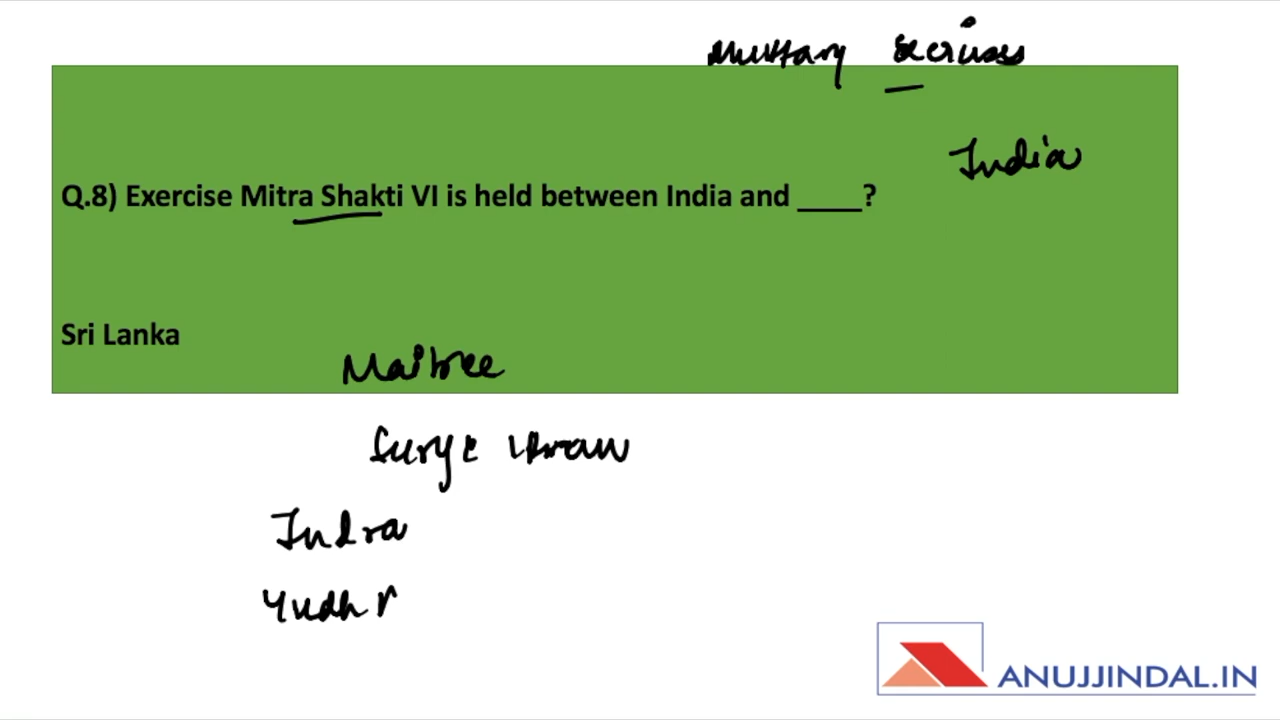 Military Exercises
India
Q.8) Exercise Mitra Shakti VI is held between India and ____?
Sri Lanka
Maitree
Surya Kiran
Indra
Yudh
ANUJJINDAL.IN